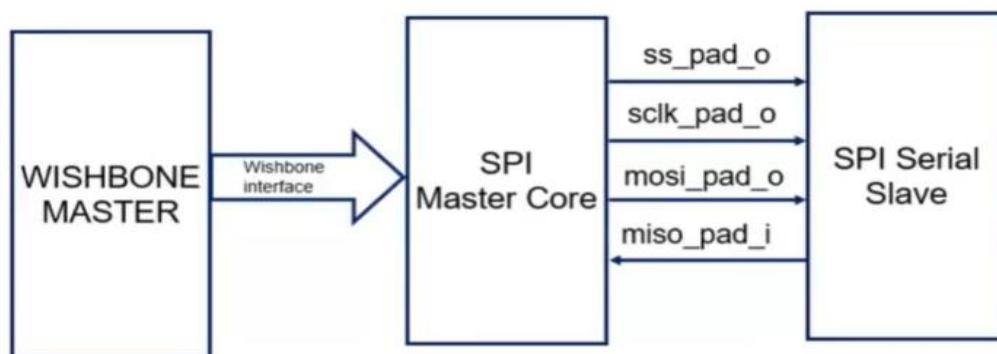 WISHBONE
MASTER
Wishbone
interface
SPI
Master Core
ss_pad_o
sclk_pad_o
mosi_pad_o
miso_pad_i
SPI Serial
Slave